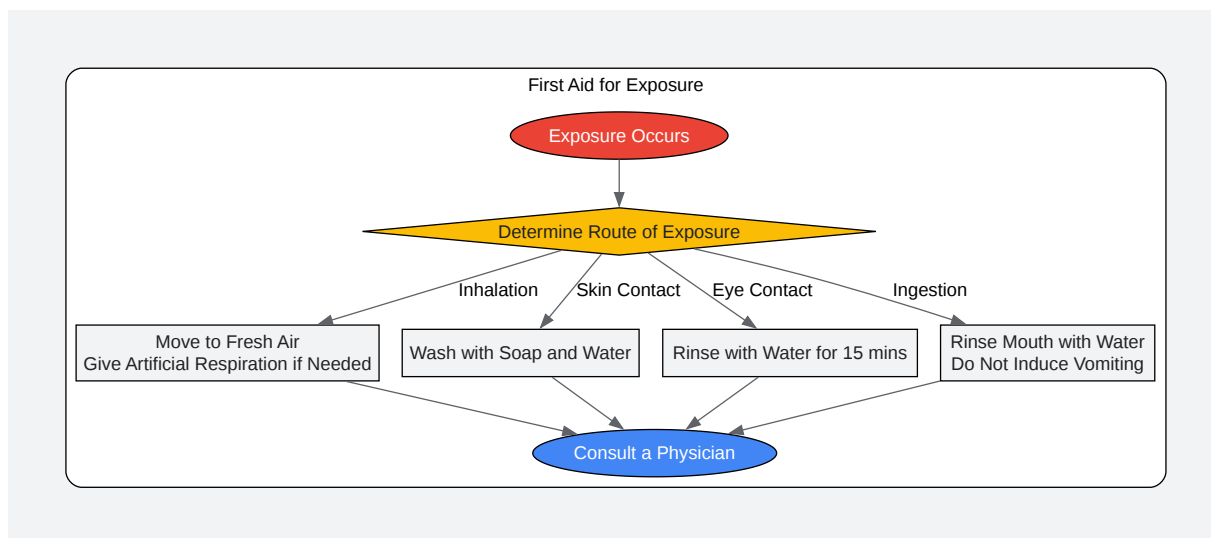 First Aid for Exposure
Exposure Occurs
Determine Route of Exposure
Inhalation
Skin Contact
Eye Contact
Ingestion
Move to Fresh Air
Give Artificial Respiration if Needed
Wash with Soap and Water
Rinse with Water for 15 mins
Rinse Mouth with Water
Do Not Induce Vomiting
Consult a Physician